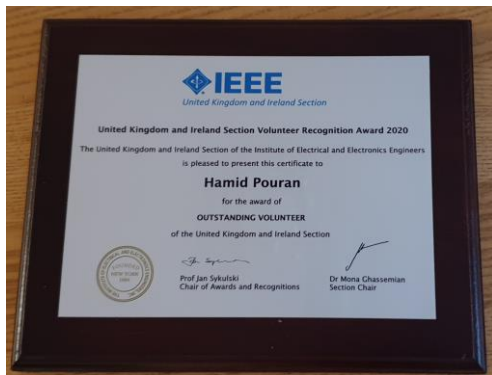 IEEE
United Kingdom and Ireland Section
United Kingdom and Ireland Section Volunteer Recognition Award 2020
The United Kingdom and Ireland Section of the Institute of Electrical and Electronics Engineers
is pleased to present this certificate to
Hamid Pouran
for the award of
OUTSTANDING VOLUNTEER
of the United Kingdom and Ireland Section
Prof Jan Sykulski
Chair of Awards and Recognitions
Dr Mona Ghassemian
Section Chair